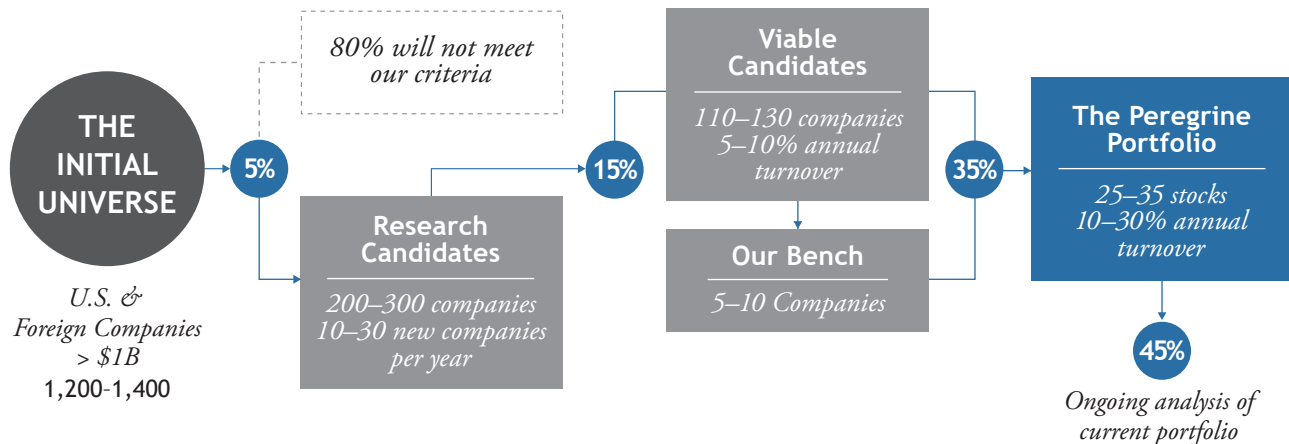 THE
INITIAL
UNIVERSE
U.S. &
Foreign Companies
> $1B
1,200-1,400
5%
80% will not meet
our criteria
Research
Candidates
200–300 companies
10–30 new companies
per year
15%
Viable
Candidates
110–130 companies
5–10% annual
turnover
Our Bench
5–10 Companies
35%
The Peregrine
Portfolio
25–35 stocks
10–30% annual
turnover
45%
Ongoing analysis of
current portfolio